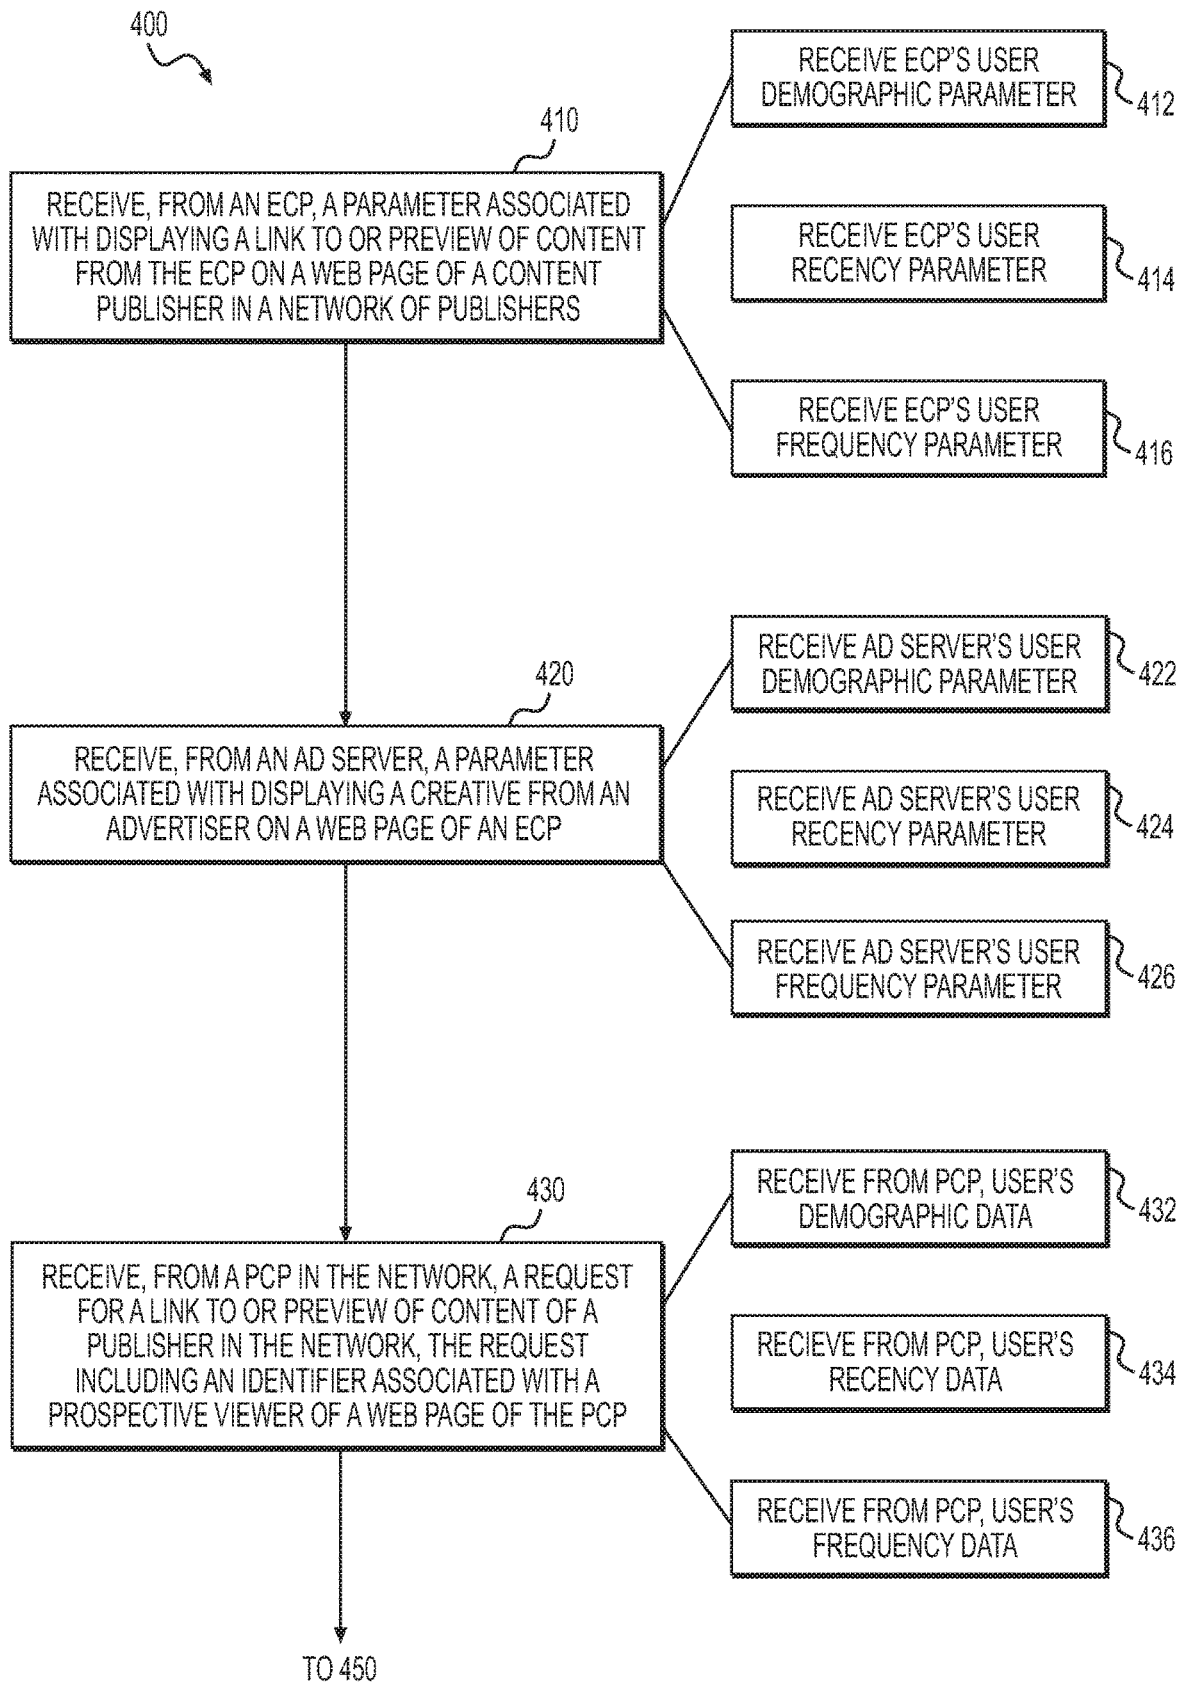 400
410
RECEIVE, FROM AN ECP, A PARAMETER ASSOCIATED
WITH DISPLAYING A LINK TO OR PREVIEW OF CONTENT
FROM THE ECP ON A WEB PAGE OF A CONTENT
PUBLISHER IN A NETWORK OF PUBLISHERS
RECEIVE ECP'S USER
DEMOGRAPHIC PARAMETER
412
RECEIVE ECP'S USER
RECENCY PARAMETER
414
RECEIVE ECP'S USER
FREQUENCY PARAMETER
416
420
RECEIVE, FROM AN AD SERVER, A PARAMETER
ASSOCIATED WITH DISPLAYING A CREATIVE FROM AN
ADVERTISER ON A WEB PAGE OF AN ECP
RECEIVE AD SERVER'S USER
DEMOGRAPHIC PARAMETER
422
RECEIVE AD SERVER'S USER
RECENCY PARAMETER
424
RECEIVE AD SERVER'S USER
FREQUENCY PARAMETER
426
430
RECEIVE, FROM A PCP IN THE NETWORK, A REQUEST
FOR A LINK TO OR PREVIEW OF CONTENT OF A
PUBLISHER IN THE NETWORK, THE REQUEST
INCLUDING AN IDENTIFIER ASSOCIATED WITH A
PROSPECTIVE VIEWER OF A WEB PAGE OF THE PCP
RECEIVE FROM PCP, USER'S
DEMOGRAPHIC DATA
432
RECIEVE FROM PCP, USER'S
RECENCY DATA
434
RECEIVE FROM PCP, USER'S
FREQUENCY DATA
436
TO 450